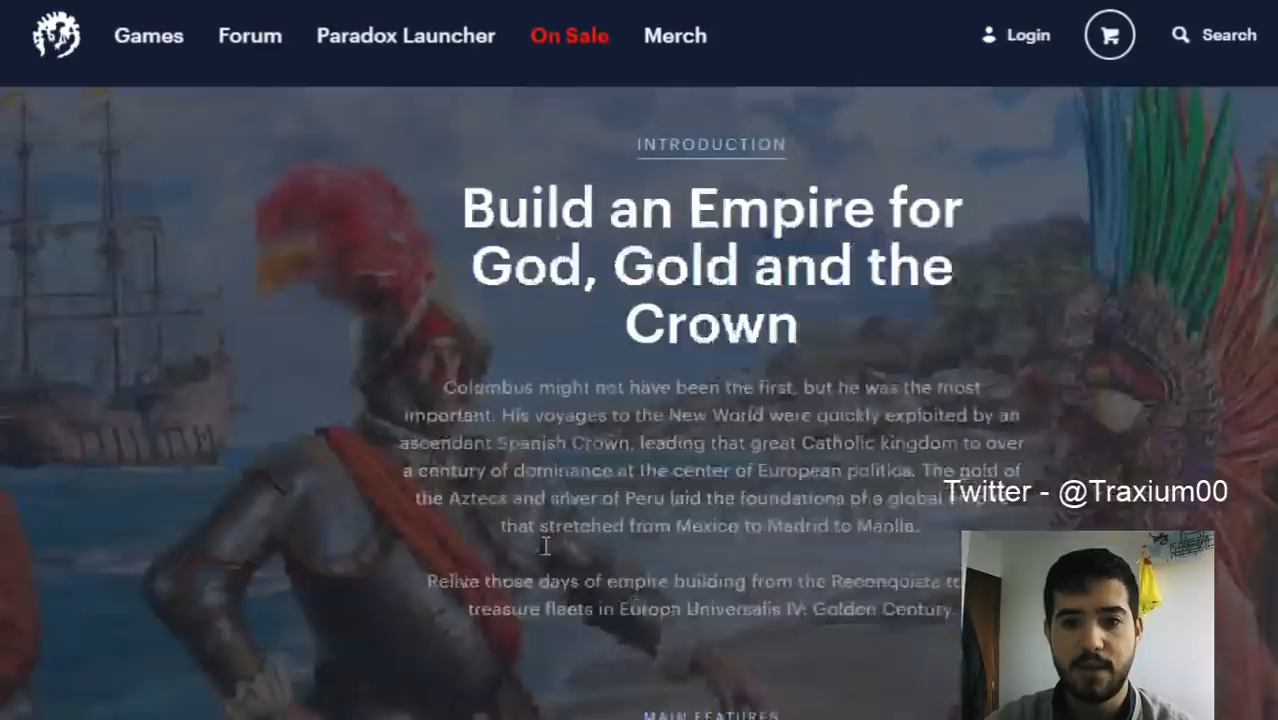 Games Forum Paradox Launcher On Sale Merch Login Search
INTRODUCTION
Build an Empire for
God, Gold and the
Crown
Columbus might not have been the first, but he was the most
important. His voyages to the New World were quickly exploited by an
ascendant Spanish Crown, leading that great Catholic kingdom to over
a century of dominance at the center of European politics. The gold of
the Aztecs and silver of Peru laid the foundations of a global
Twitter - @Traxium00
that stretched from Mexico to Madrid to Manila.
Relive those days of empire building from the Reconquista to
treasure fleets in Europa Universalis IV: Golden Century.
MAIN FEATURES